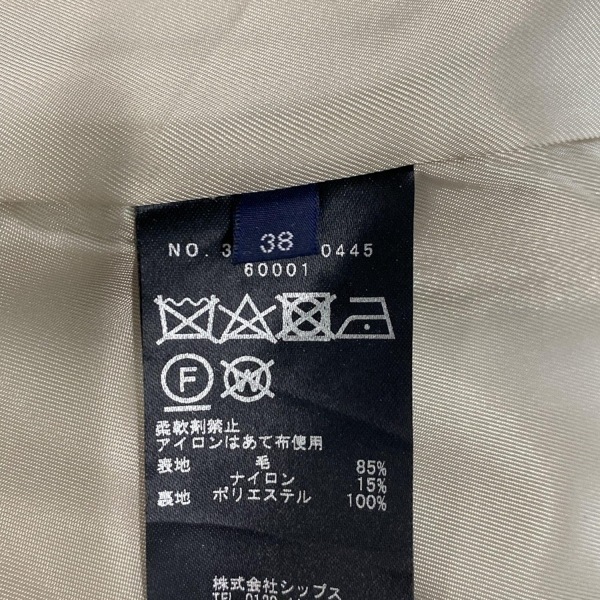 NO. 3 38 0445
60001
F W
柔軟剤禁止
アイロンはあて布使用
表地 毛 85%
ナイロン 15%
裏地 ポリエステル 100%
株式会社シップス
TEL 0120